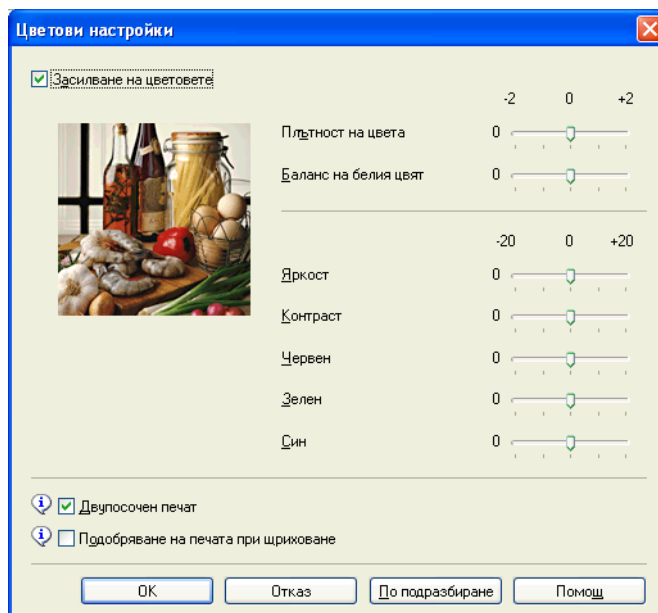 Цветови настройки
Засилване на цветовете
-2 0 +2
Плътност на цвета 0
Баланс на белия цвят 0
-20 0 +20
Яркост 0
Контраст 0
Червен 0
Зелен 0
Син 0
Двупосочен печат
Подобряване на печата при щриховане
OK Отказ По подразбиране Помощ